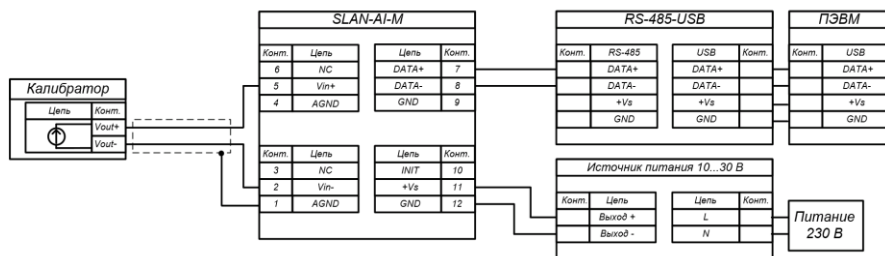 SLAN-AI-M
RS-485-USB
ПЭВМ
Конт. Цепь Цепь Конт.
6 NC DATA+ 7
5 Vin+ DATA- 8
4 AGND GND 9
Конт. RS-485 USB Конт.
DATA+ DATA+
DATA- DATA-
+Vs +Vs
GND GND
Конт. USB
DATA+
DATA-
+Vs
GND
Калибратор
Цепь Конт.
Vout+
Vout-
Конт. Цепь Цепь Конт.
3 NC INIT 10
2 Vin- +Vs 11
1 AGND GND 12
Источник питания 10...30 В
Конт. Цепь Цепь Конт.
Выход + L
Выход - N
Питание
230 В